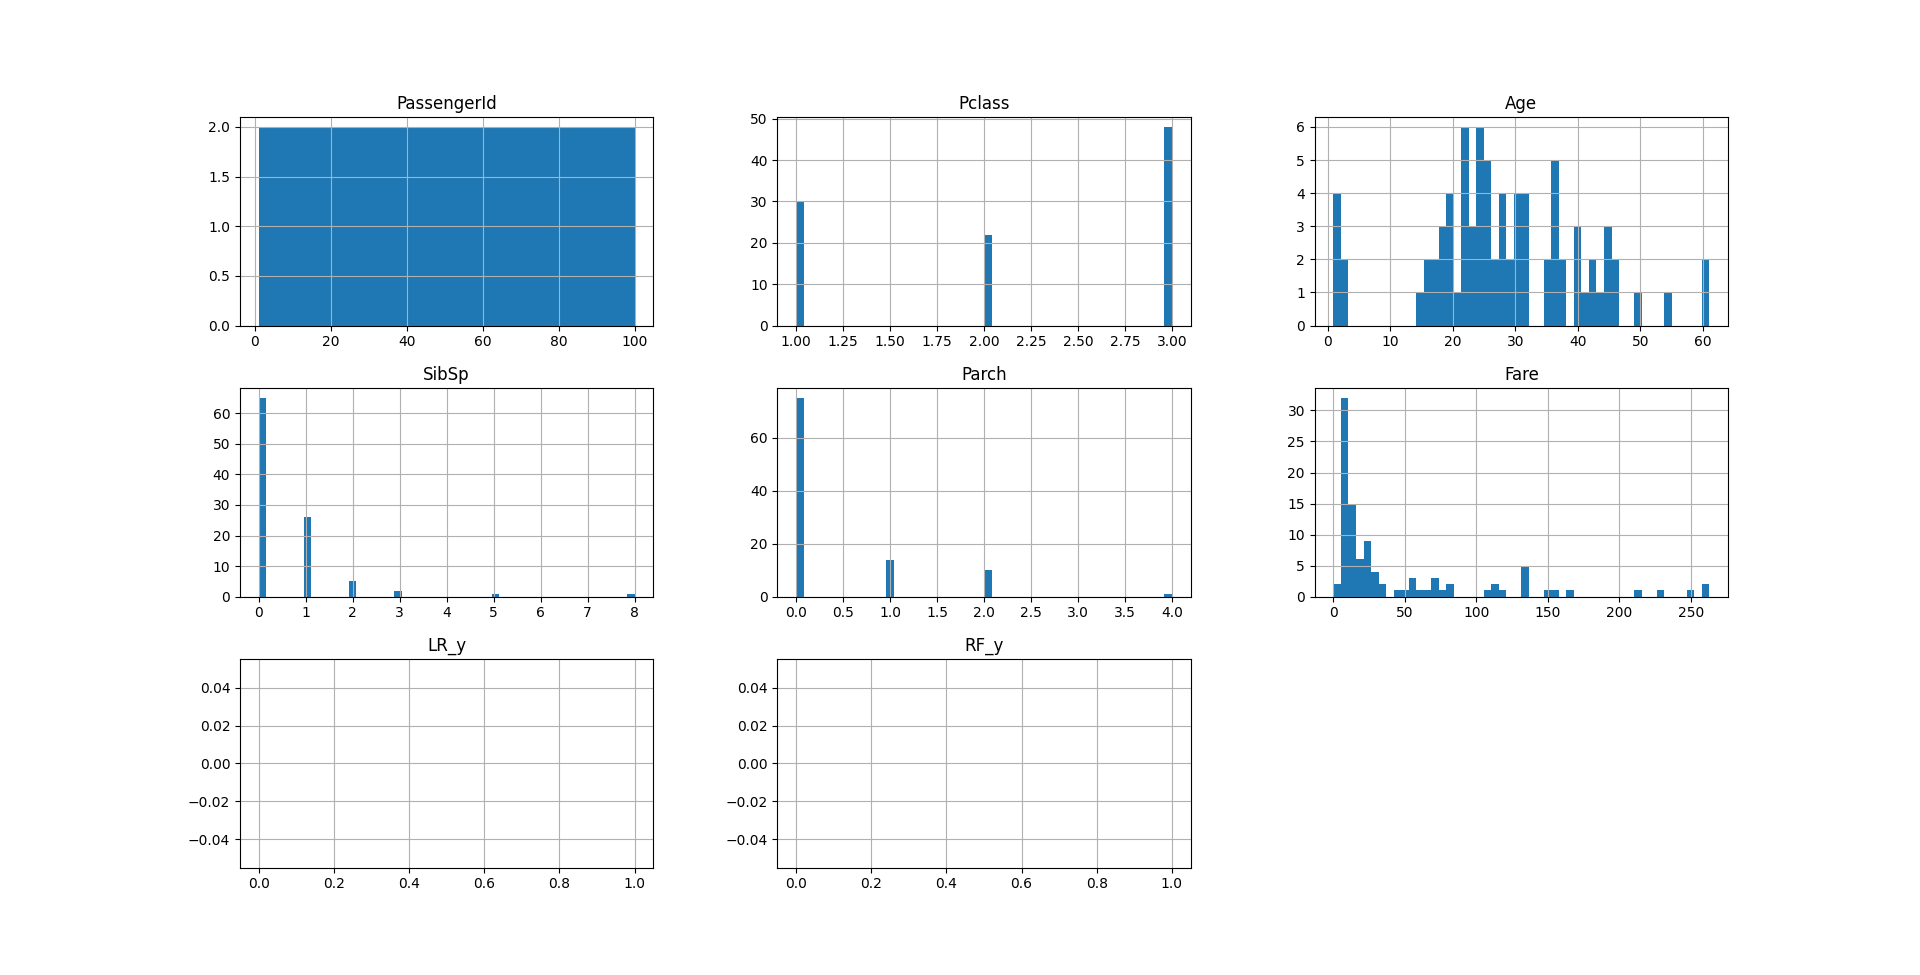 PassengerId
2.0
1.5
1.0
0.5
0.0
0 20 40 60 80 100
Pclass
50
40
30
20
10
0
1.00 1.25 1.50 1.75 2.00 2.25 2.50 2.75 3.00
Age
6
5
4
3
2
1
0
0 10 20 30 40 50 60
SibSp
60
50
40
30
20
10
0
0 1 2 3 4 5 6 7 8
Parch
60
40
20
0
0.0 0.5 1.0 1.5 2.0 2.5 3.0 3.5 4.0
Fare
30
25
20
15
10
5
0
0 50 100 150 200 250
LR_y
0.04
0.02
0.00
−0.02
−0.04
0.0 0.2 0.4 0.6 0.8 1.0
RF_y
0.04
0.02
0.00
−0.02
−0.04
0.0 0.2 0.4 0.6 0.8 1.0